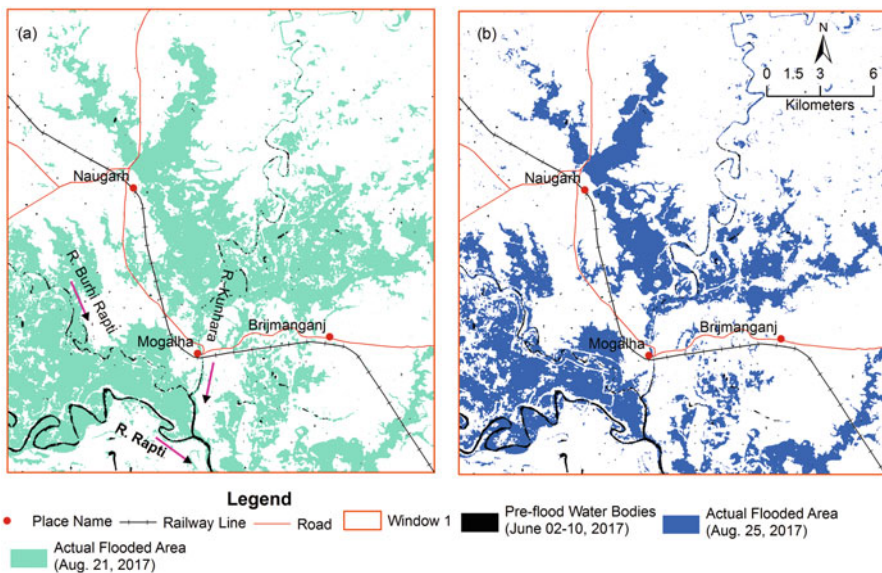 (a)
Naugarh
R. Burhi Rapti
R. Kunhara
Mogalha
Brijmanganj
R. Rapti
(b)
N
0 1.5 3 6
Kilometers
Naugarh
Mogalha
Brijmanganj
Legend
Place Name Railway Line Road Window 1 Pre-flood Water Bodies
(June 02-10, 2017) Actual Flooded Area
(Aug. 25, 2017)
Actual Flooded Area
(Aug. 21, 2017)